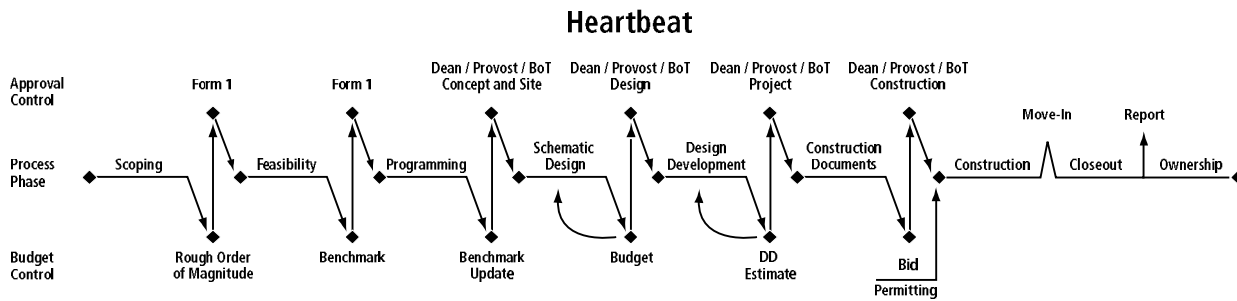 Heartbeat
Approval
Control
Form 1
Form 1
Dean / Provost / BoT
Concept and Site
Dean / Provost / BoT
Design
Dean / Provost / BoT
Project
Dean / Provost / BoT
Construction
Move-In
Report
Process
Phase
Scoping
Feasibility
Programming
Schematic
Design
Design
Development
Construction
Documents
Construction
Closeout
Ownership
Budget
Control
Rough Order
of Magnitude
Benchmark
Benchmark
Update
Budget
DD
Estimate
Bid
Permitting